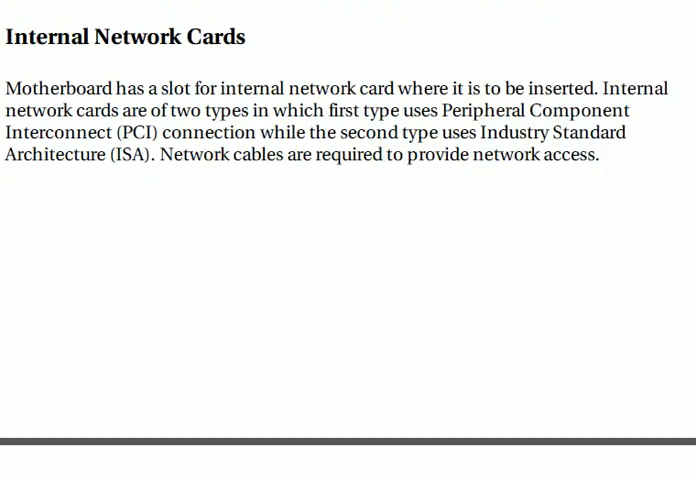 Internal Network Cards
Motherboard has a slot for internal network card where it is to be inserted. Internal
network cards are of two types in which first type uses Peripheral Component
Interconnect (PCI) connection while the second type uses Industry Standard
Architecture (ISA). Network cables are required to provide network access.